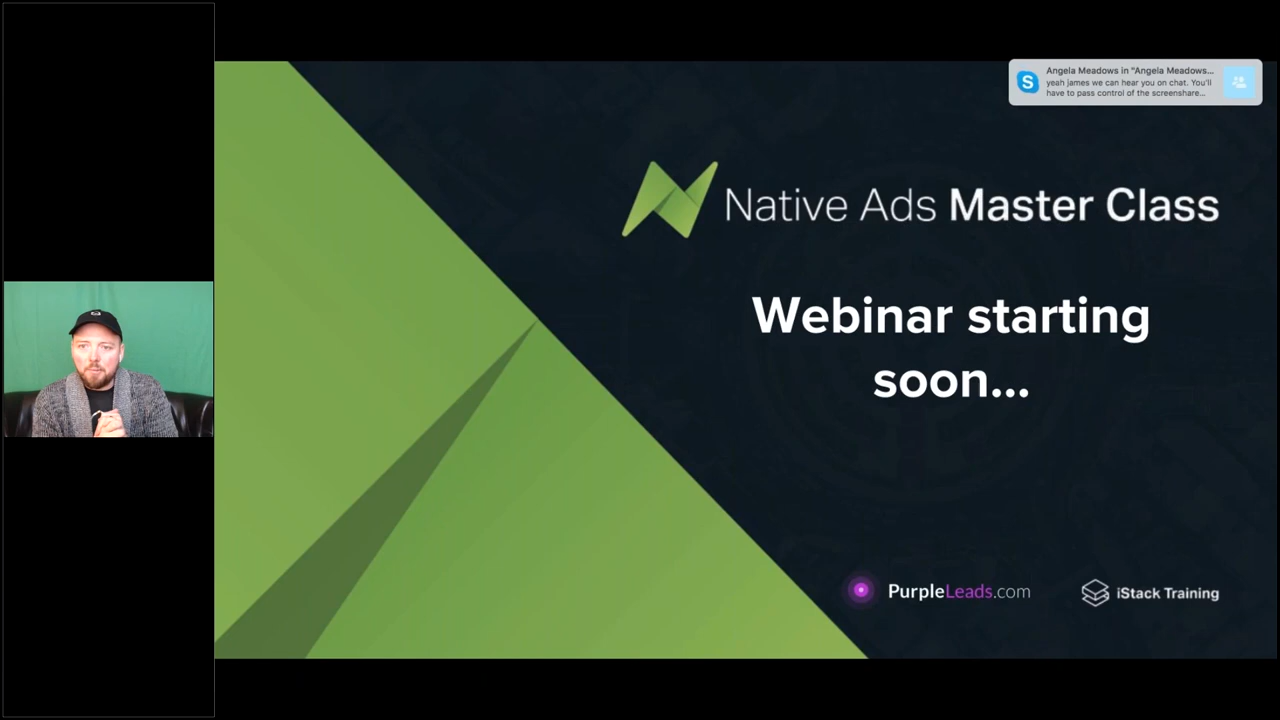 Angela Meadows in "Angela Meadows...
yeah james we can hear you on chat. You'll
have to pass control of the screenshare...
Native Ads Master Class
Webinar starting
soon...
PurpleLeads.com
iStack Training